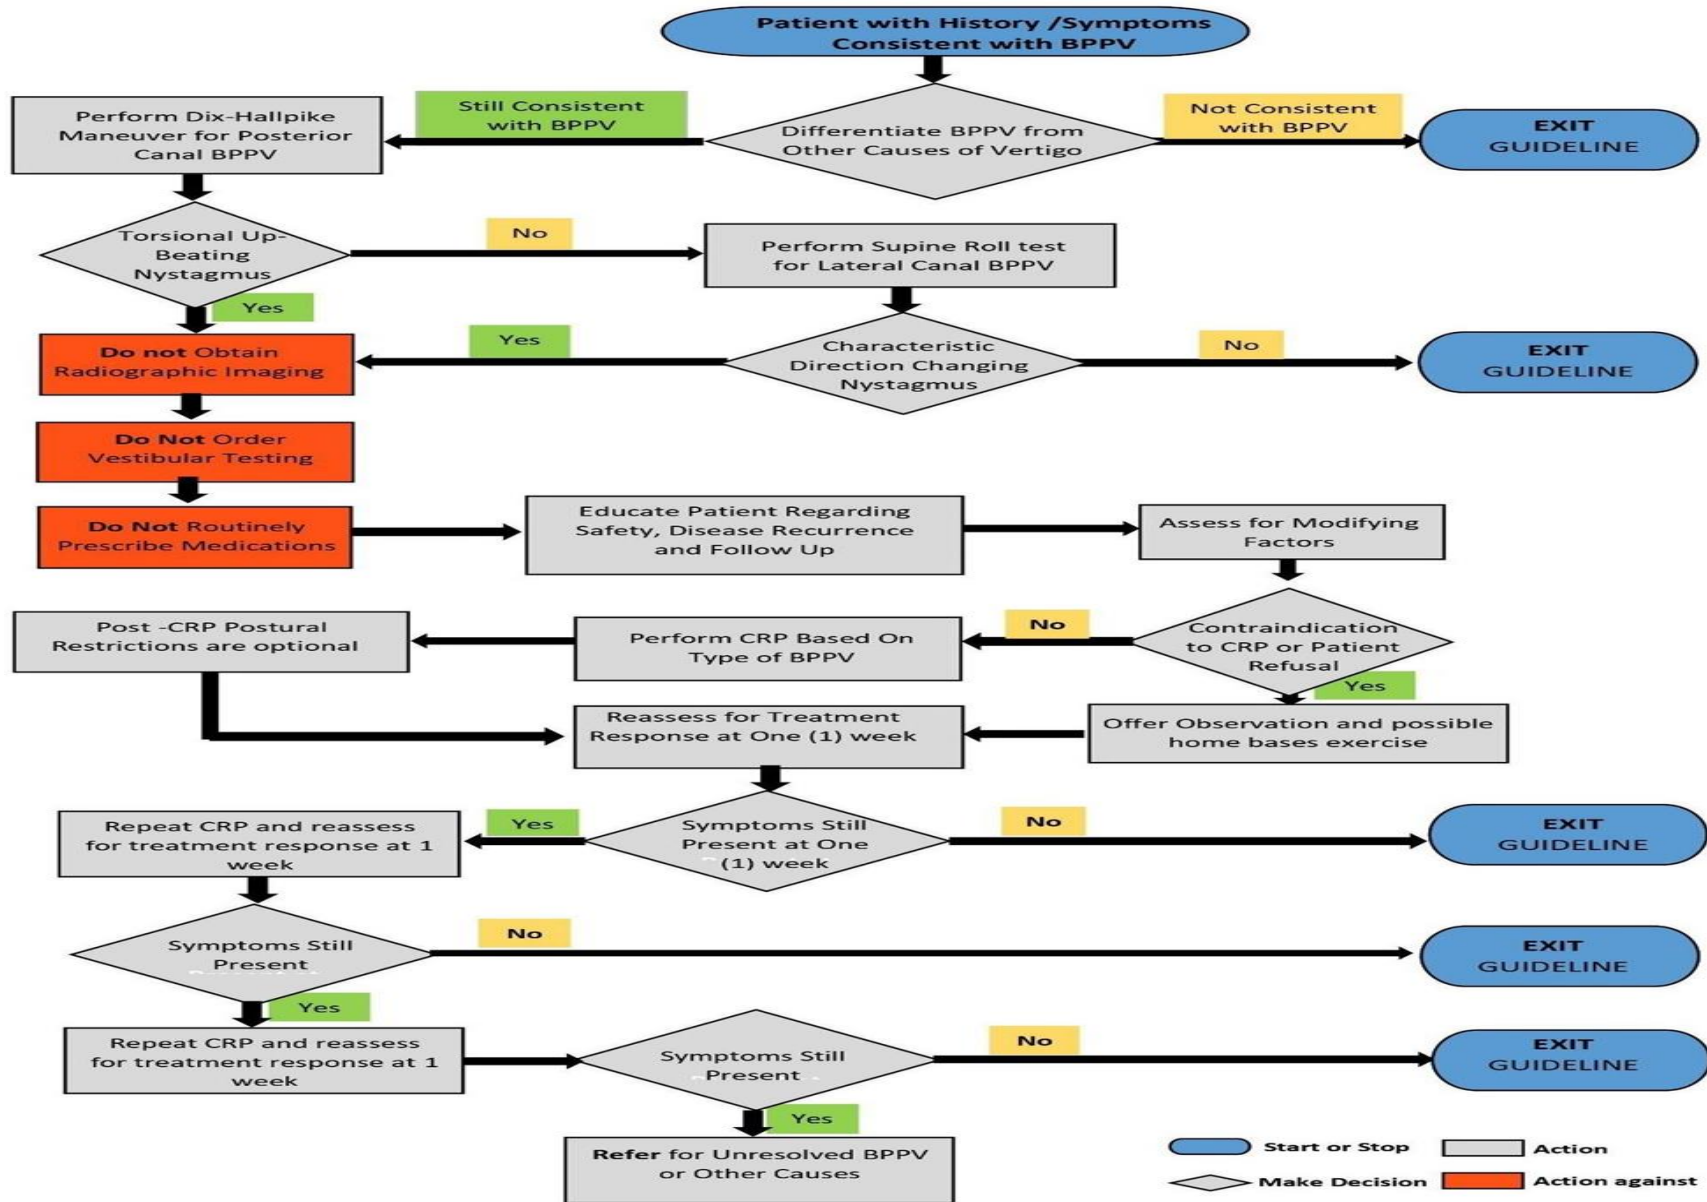 Patient with History /Symptoms
Consistent with BPPV
Perform Dix-Hallpike
Maneuver for Posterior
Canal BPPV
Still Consistent
with BPPV
Differentiate BPPV from
Other Causes of Vertigo
Not Consistent
with BPPV
EXIT
GUIDELINE
Torsional Up-
Beating
Nystagmus
No
Perform Supine Roll test
for Lateral Canal BPPV
Yes
Do not Obtain
Radiographic Imaging
Yes
Characteristic
Direction Changing
Nystagmus
No
EXIT
GUIDELINE
Do Not Order
Vestibular Testing
Do Not Routinely
Prescribe Medications
Educate Patient Regarding
Safety, Disease Recurrence
and Follow Up
Assess for Modifying
Factors
Post -CRP Postural
Restrictions are optional
Perform CRP Based On
Type of BPPV
No
Contraindication
to CRP or Patient
Refusal
Yes
Reassess for Treatment
Response at One (1) week
Offer Observation and possible
home bases exercise
Repeat CRP and reassess
for treatment response at 1
week
Yes
Symptoms Still
Present at One
(1) week
No
EXIT
GUIDELINE
Symptoms Still
Present
No
EXIT
GUIDELINE
Yes
Repeat CRP and reassess
for treatment response at 1
week
Symptoms Still
Present
No
EXIT
GUIDELINE
Yes
Refer for Unresolved BPPV
or Other Causes
Start or Stop
Action
Make Decision
Action against